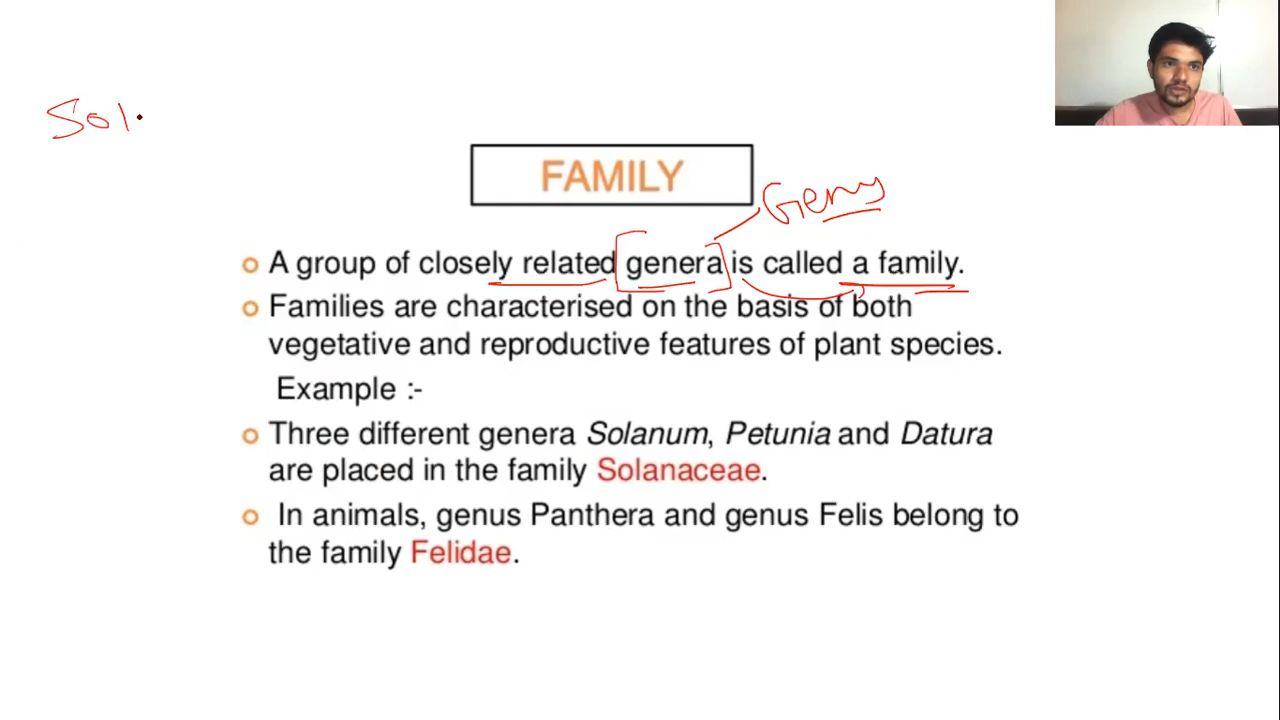 Sol
FAMILY
Genus
A group of closely related genera is called a family.
Families are characterised on the basis of both
vegetative and reproductive features of plant species.
Example :-
Three different genera Solanum, Petunia and Datura
are placed in the family Solanaceae.
In animals, genus Panthera and genus Felis belong to
the family Felidae.